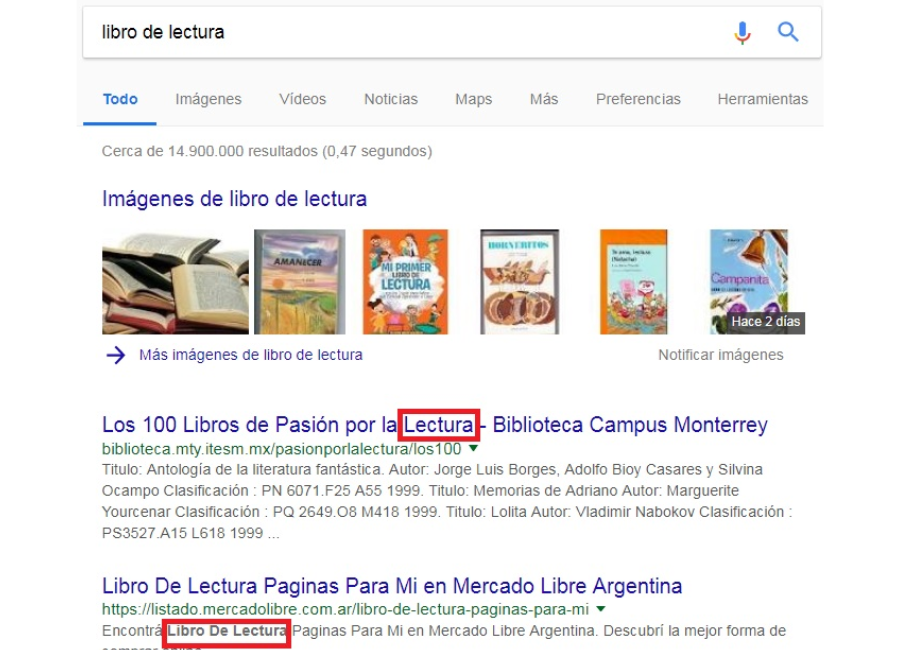 libro de lectura
Todo Imágenes Vídeos Noticias Maps Más Preferencias Herramientas
Cerca de 14.900.000 resultados (0,47 segundos)
Imágenes de libro de lectura
AMANECER
MI PRIMER
LIBRO DE
LECTURA
HORNERITOS
Campanita
Hace 2 días
Más imágenes de libro de lectura
Notificar imágenes
Los 100 Libros de Pasión por la Lectura - Biblioteca Campus Monterrey
biblioteca.mty.itesm.mx/pasionporlalectura/los100
Titulo: Antología de la literatura fantástica. Autor: Jorge Luis Borges, Adolfo Bioy Casares y Silvina
Ocampo Clasificación : PN 6071.F25 A55 1999. Titulo: Memorias de Adriano Autor: Marguerite
Yourcenar Clasificación : PQ 2649.O8 M418 1999. Titulo: Lolita Autor: Vladimir Nabokov Clasificación :
PS3527.A15 L618 1999 ...
Libro De Lectura Paginas Para Mi en Mercado Libre Argentina
https://listado.mercadolibre.com.ar/libro-de-lectura-paginas-para-mi
Encontrá Libro De Lectura Paginas Para Mi en Mercado Libre Argentina. Descubrí la mejor forma de